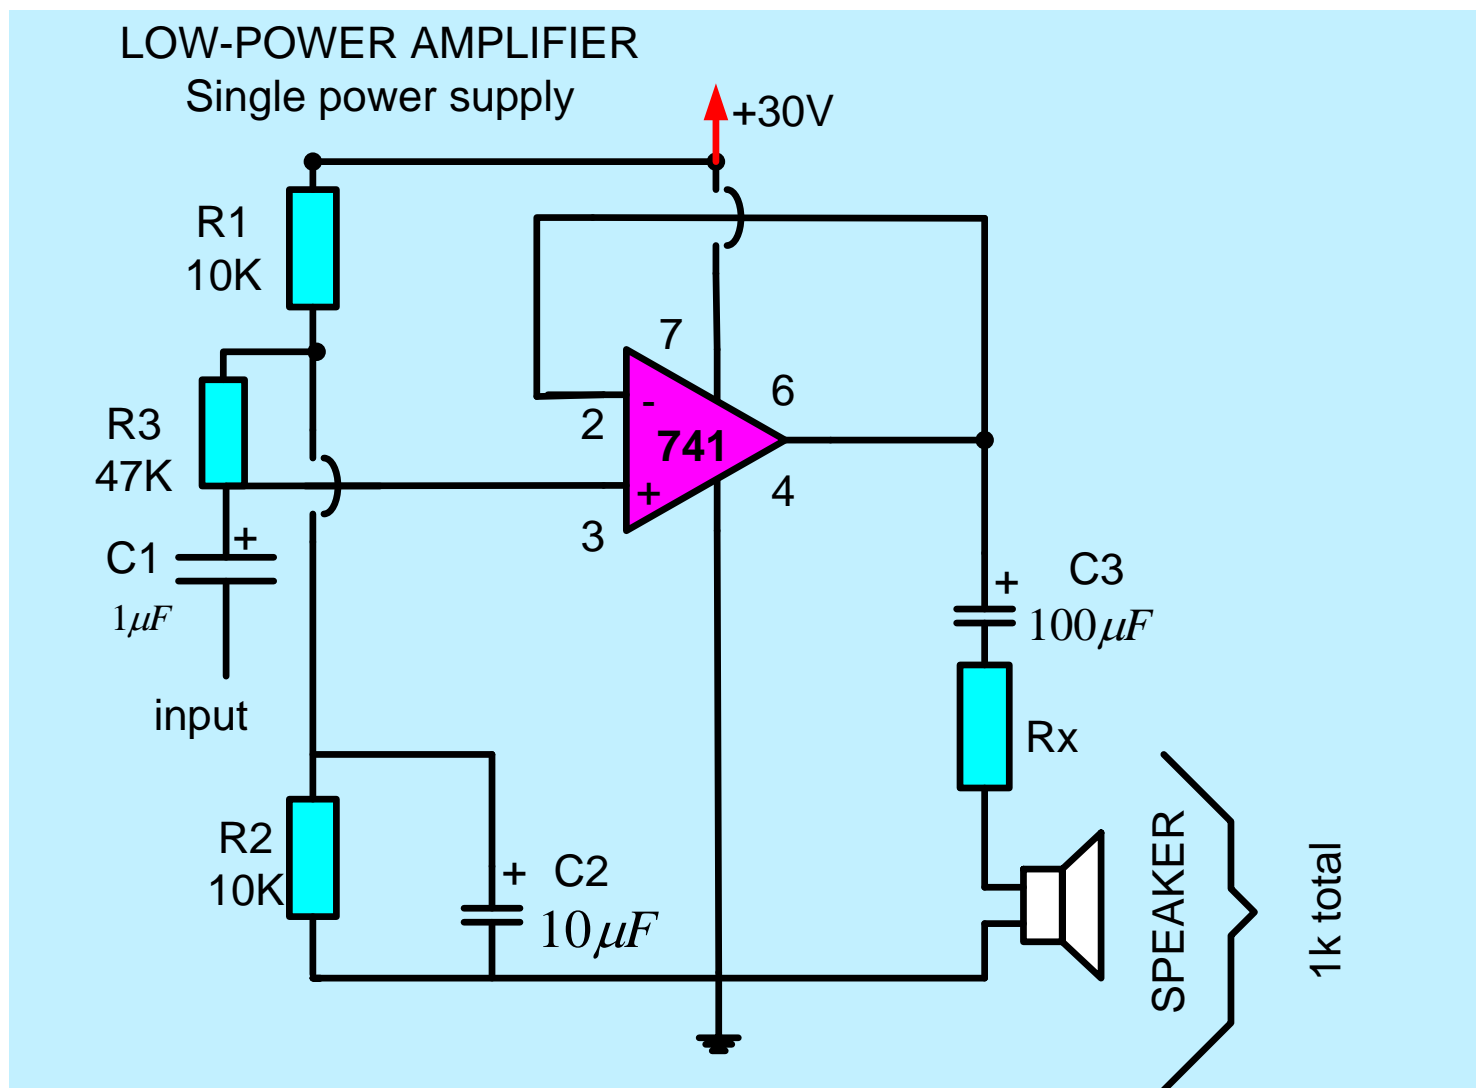 LOW-POWER AMPLIFIER
Single power supply
+30V
R1
10K
7
6
R3
47K
2
-
741
+
4
3
+
C1
1μF
+
C3
100μF
input
Rx
R2
10K
+
C2
10μF
SPEAKER
1k total